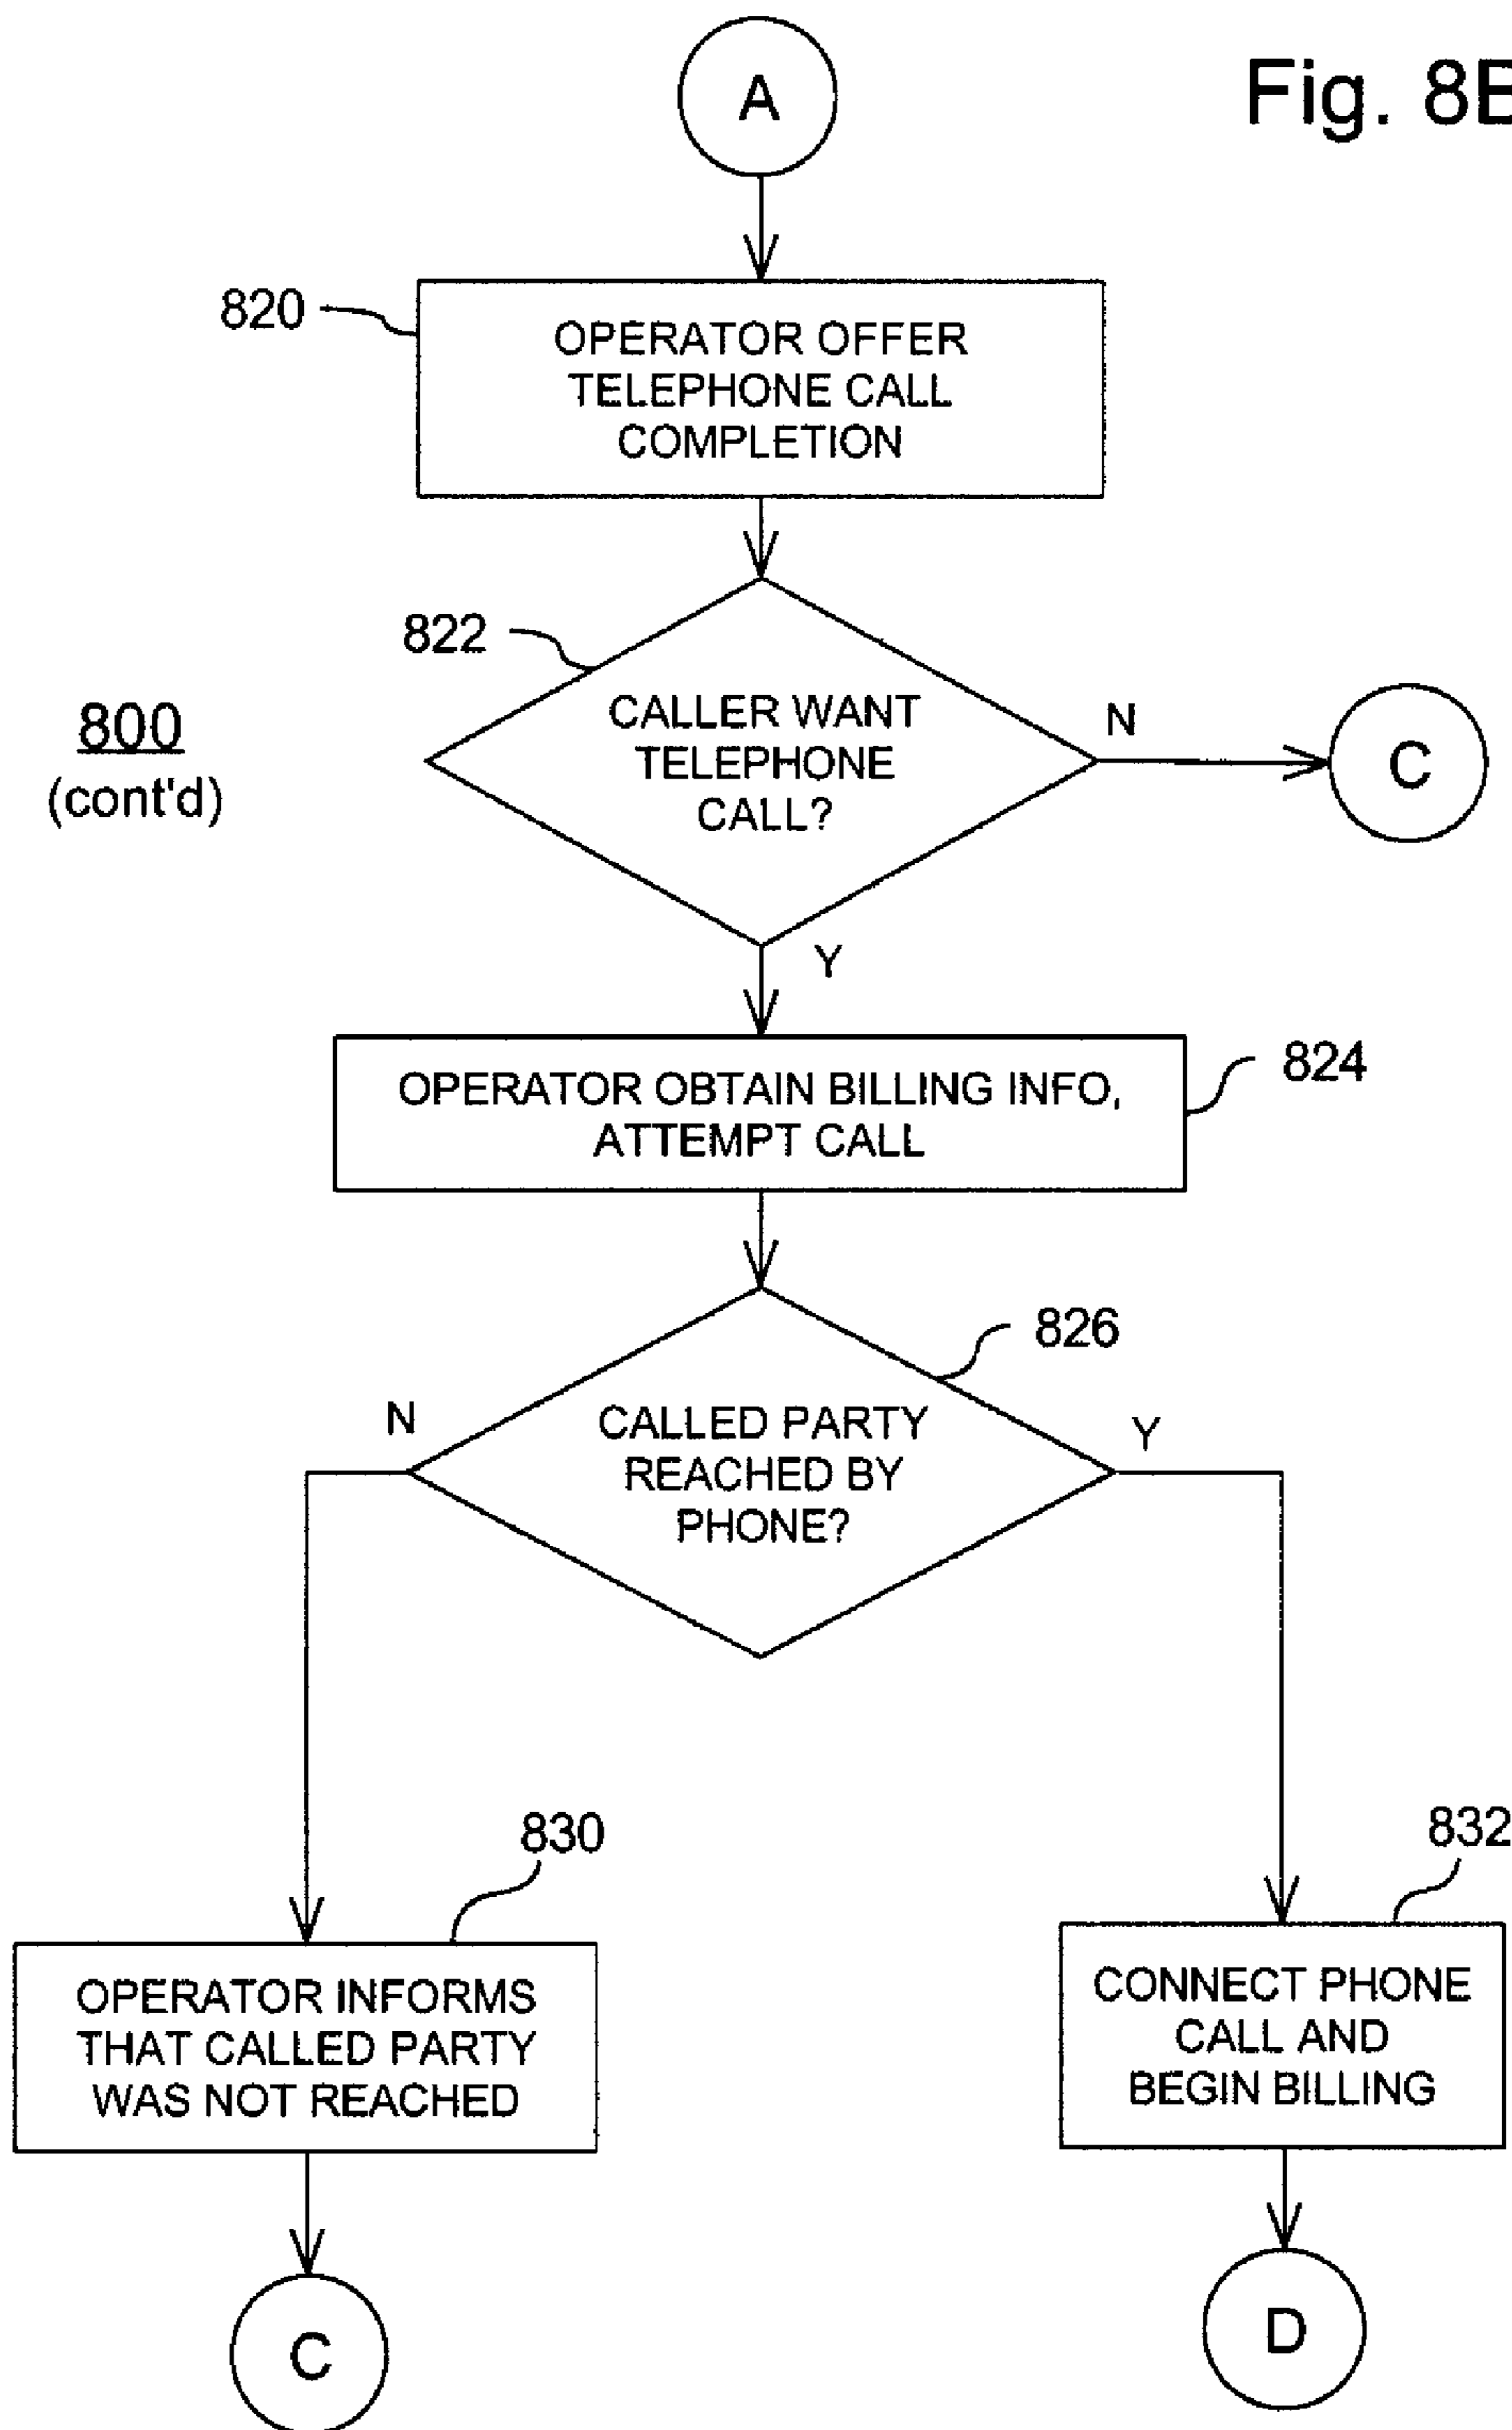 A
Fig. 8B
820
OPERATOR OFFER
TELEPHONE CALL
COMPLETION
822
CALLER WANT
TELEPHONE
CALL?
N
C
800
(cont'd)
Y
OPERATOR OBTAIN BILLING INFO,
ATTEMPT CALL
824
826
N
CALLED PARTY
REACHED BY
PHONE?
Y
830
832
OPERATOR INFORMS
THAT CALLED PARTY
WAS NOT REACHED
CONNECT PHONE
CALL AND
BEGIN BILLING
C
D